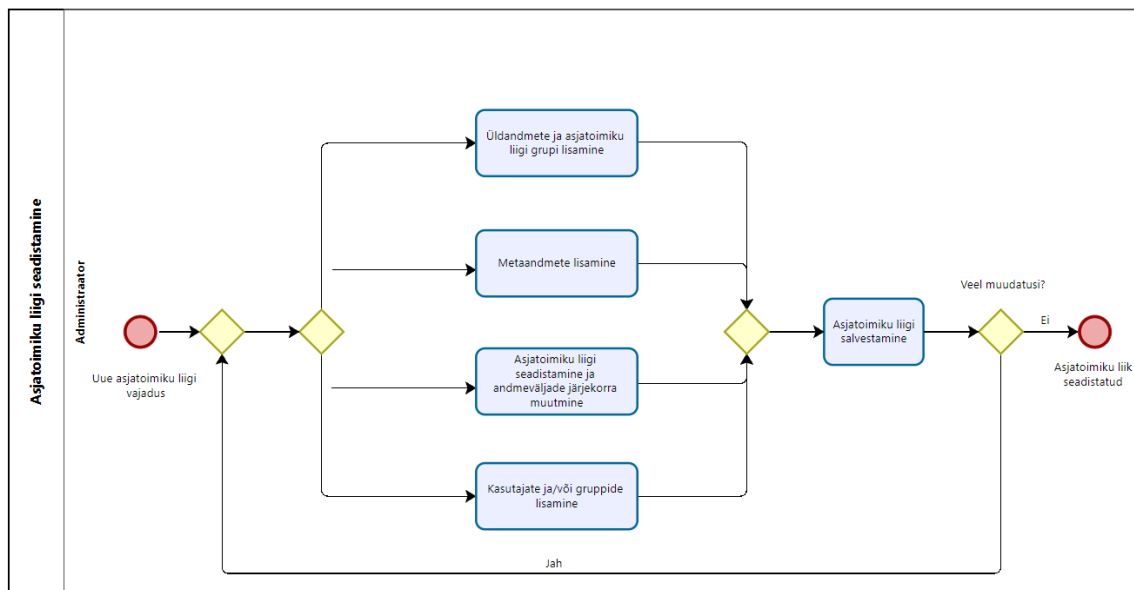 Asjatoimiku liigi seadistamine
Administraator
Uue asjatoimiku liigi
vajadus
Üldandmete ja asjatoimiku
liigi grupi lisamine
Metaandmete lisamine
Asjatoimiku liigi
seadistamine ja
andmeväljade järjekorra
muutmine
Kasutajate ja/või gruppide
lisamine
Asjatoimiku liigi
salvestamine
Veel muudatusi?
Ei
Asjatoimiku liik
seadistatud
Jah